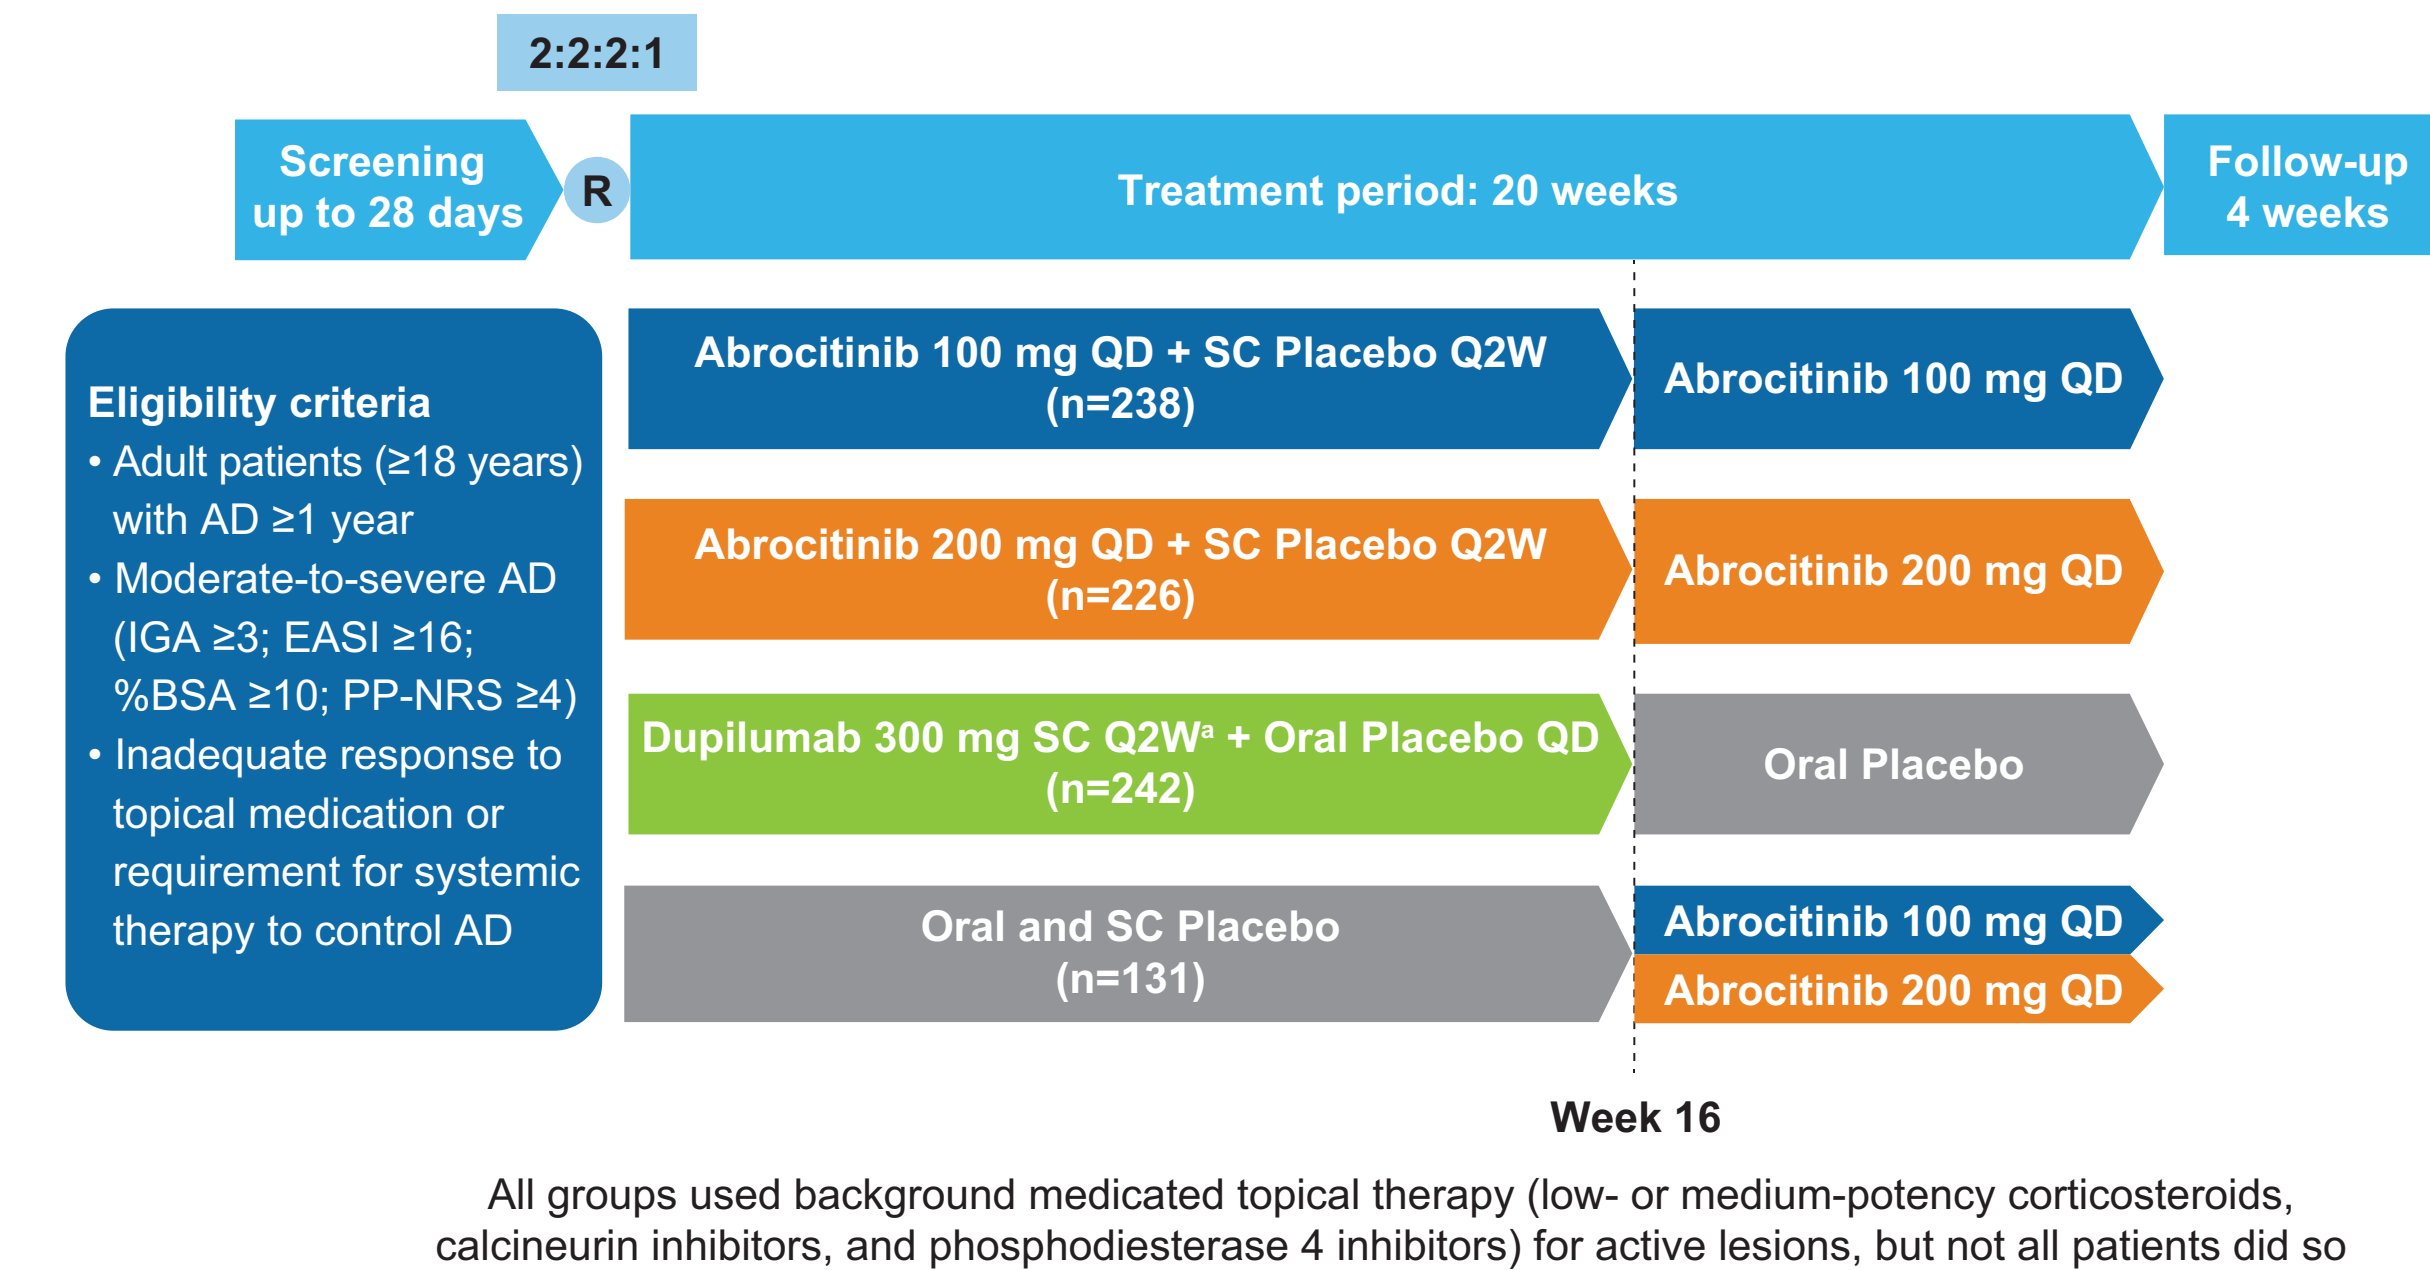 2:2:2:1
Screening
up to 28 days
R
Treatment period: 20 weeks
Follow-up
4 weeks
Eligibility criteria
• Adult patients (≥18 years)
with AD ≥1 year
• Moderate-to-severe AD
(IGA ≥3; EASI ≥16;
%BSA ≥10; PP-NRS ≥4)
• Inadequate response to
topical medication or
requirement for systemic
therapy to control AD
Abrocitinib 100 mg QD + SC Placebo Q2W
(n=238)
Abrocitinib 100 mg QD
Abrocitinib 200 mg QD + SC Placebo Q2W
(n=226)
Abrocitinib 200 mg QD
Dupilumab 300 mg SC Q2Wᵃ + Oral Placebo QD
(n=242)
Oral Placebo
Oral and SC Placebo
(n=131)
Abrocitinib 100 mg QD
Abrocitinib 200 mg QD
Week 16
All groups used background medicated topical therapy (low- or medium-potency corticosteroids,
calcineurin inhibitors, and phosphodiesterase 4 inhibitors) for active lesions, but not all patients did so